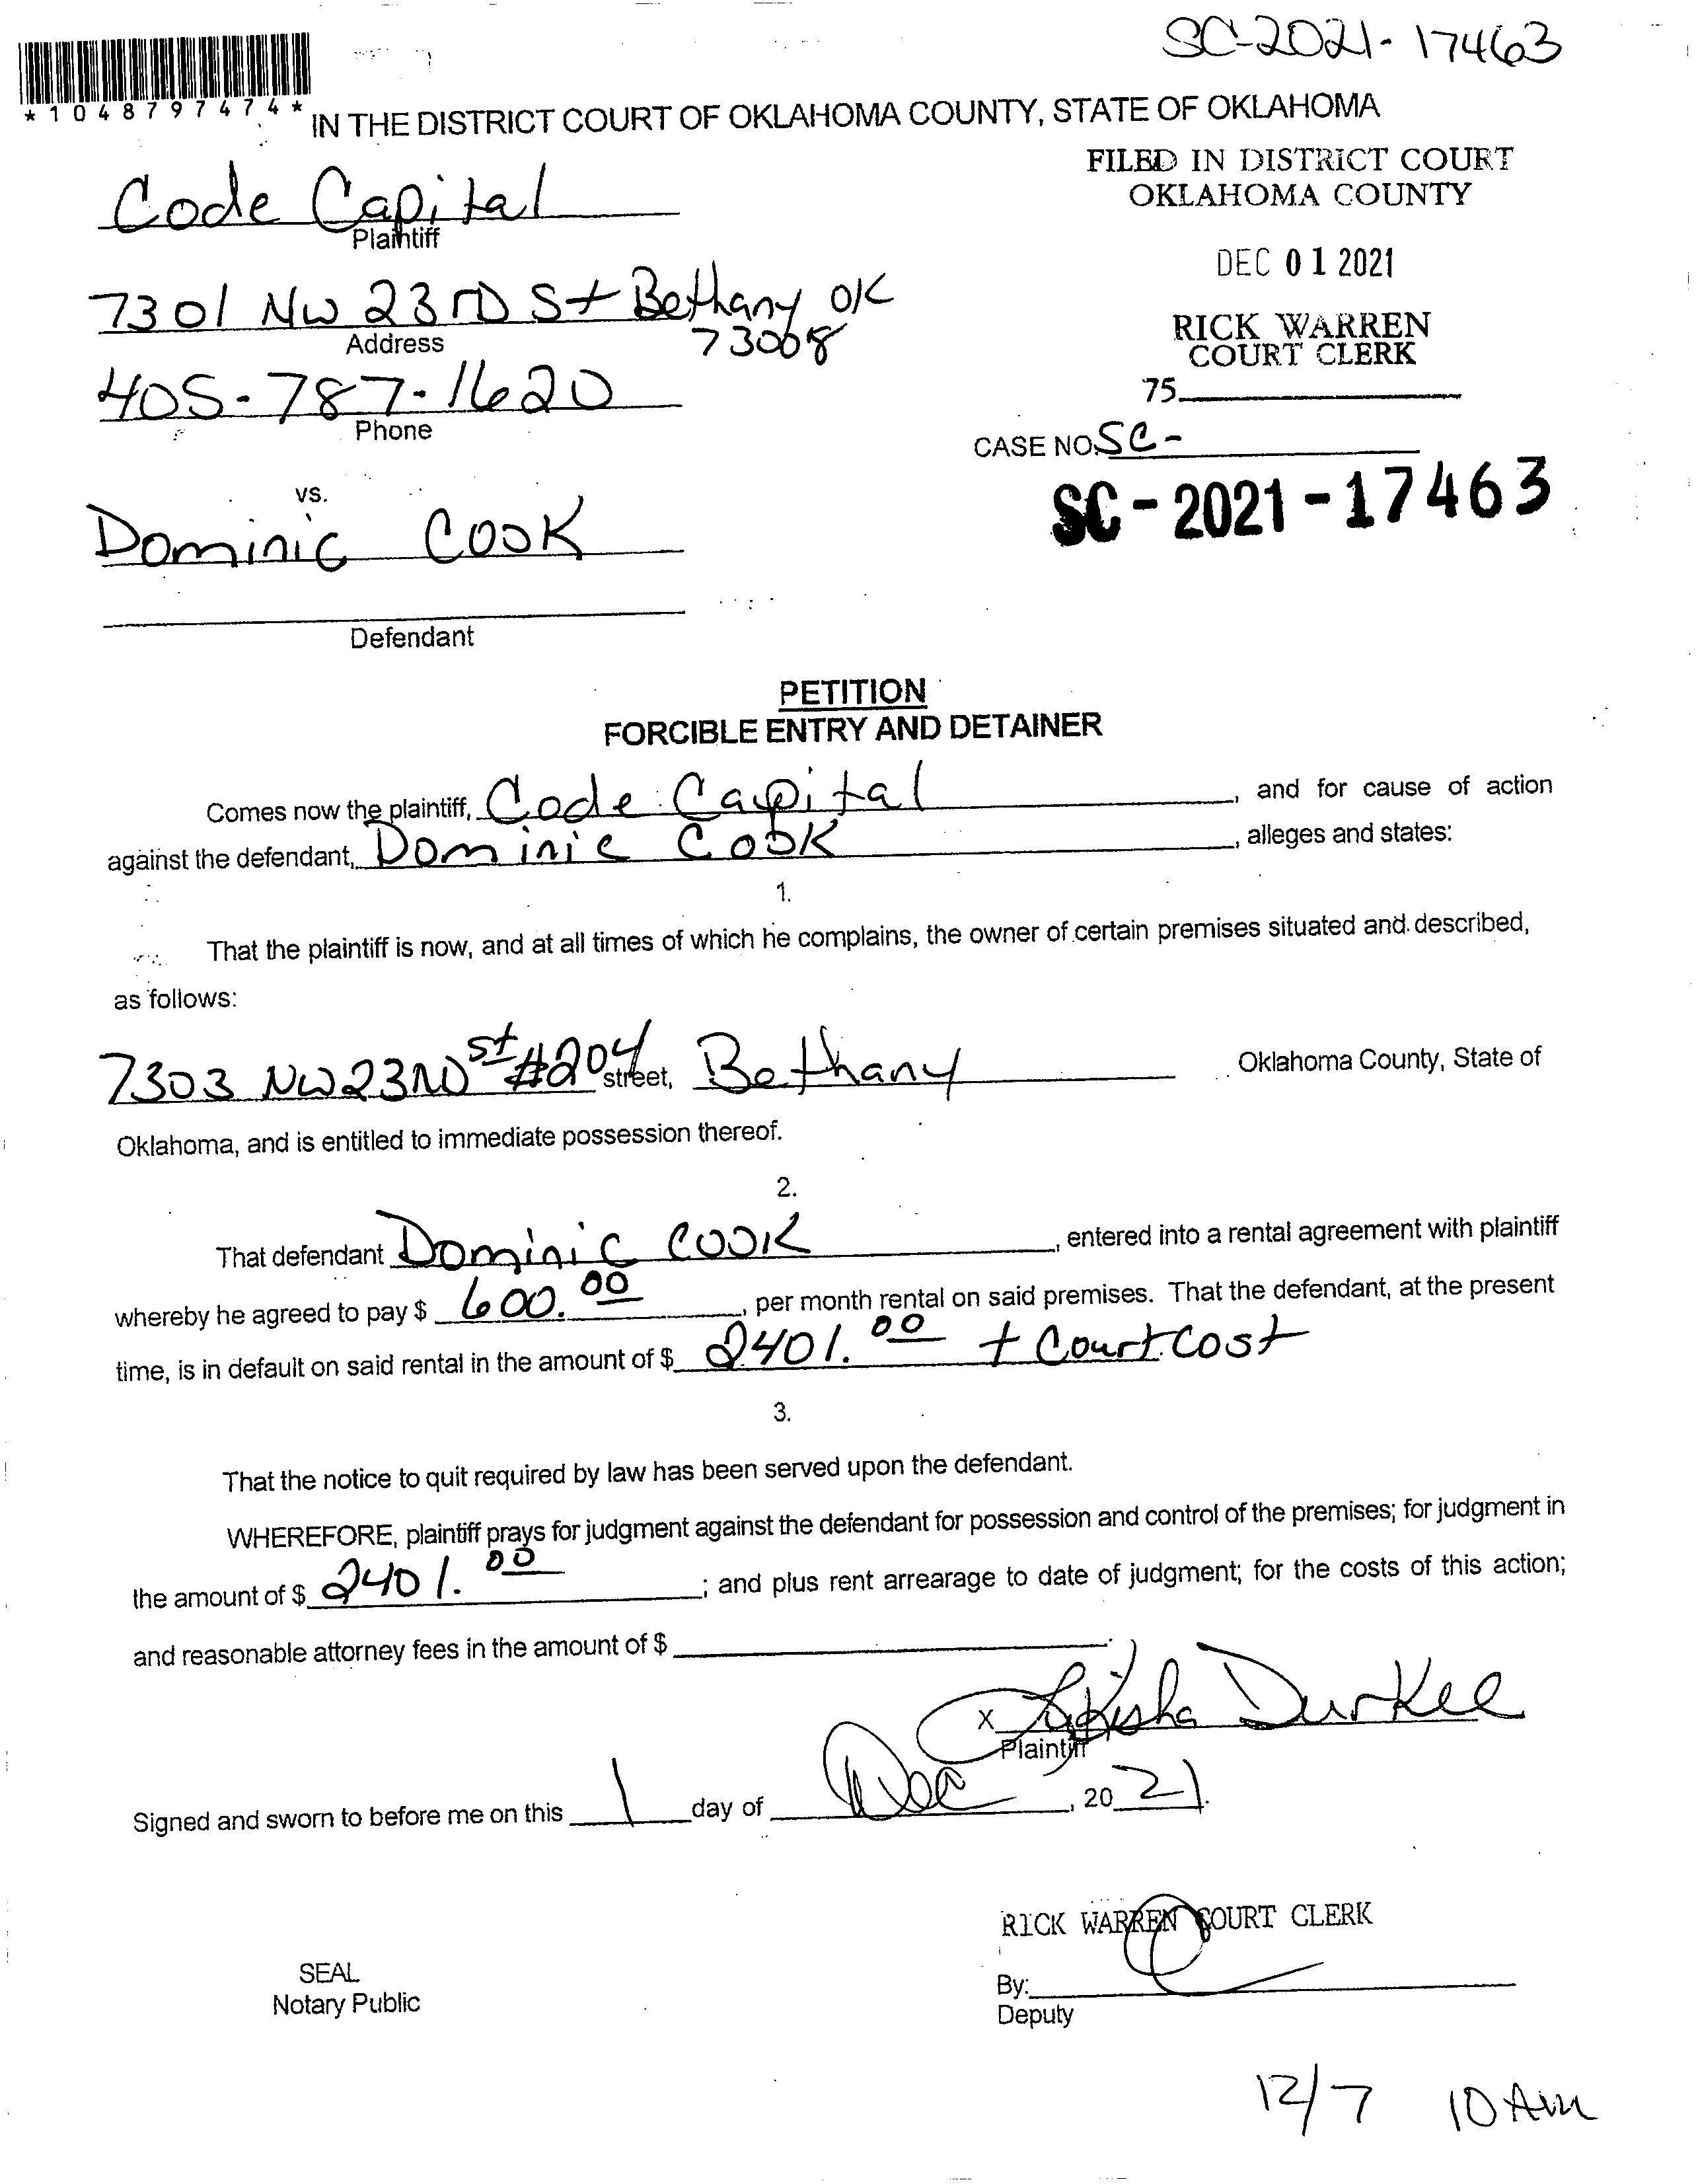 SC-2021-17463
*1048797474*
IN THE DISTRICT COURT OF OKLAHOMA COUNTY, STATE OF OKLAHOMA
FILED IN DISTRICT COURT
OKLAHOMA COUNTY
Code Capital
Plaintiff
DEC 01 2021
7301 NW 23RD St Bethany OK
73008
Address
RICK WARREN
COURT CLERK
405-787-1620
Phone
75
CASE NO. SC-
SC-2021-17463
vs.
Dominic Cook
Defendant
PETITION
FORCIBLE ENTRY AND DETAINER
Comes now the plaintiff, Code Capital, and for cause of action
against the defendant, Dominic Cook, alleges and states:
1.
That the plaintiff is now, and at all times of which he complains, the owner of certain premises situated and described,
as follows:
7303 NW 23RD St #204 street, Bethany Oklahoma County, State of
Oklahoma, and is entitled to immediate possession thereof.
2.
That defendant Dominic Cook, entered into a rental agreement with plaintiff
whereby he agreed to pay $ 600.00, per month rental on said premises. That the defendant, at the present
time, is in default on said rental in the amount of $ 2401.00 + Court Cost
3.
That the notice to quit required by law has been served upon the defendant.
WHEREFORE, plaintiff prays for judgment against the defendant for possession and control of the premises; for judgment in
the amount of $ 2401.00; and plus rent arrearage to date of judgment; for the costs of this action;
and reasonable attorney fees in the amount of $
X Durkee
Plaintiff
Signed and sworn to before me on this 1 day of Dec, 2021.
RICK WARREN COURT CLERK
SEAL
Notary Public
By:
Deputy
12/7 10 AM